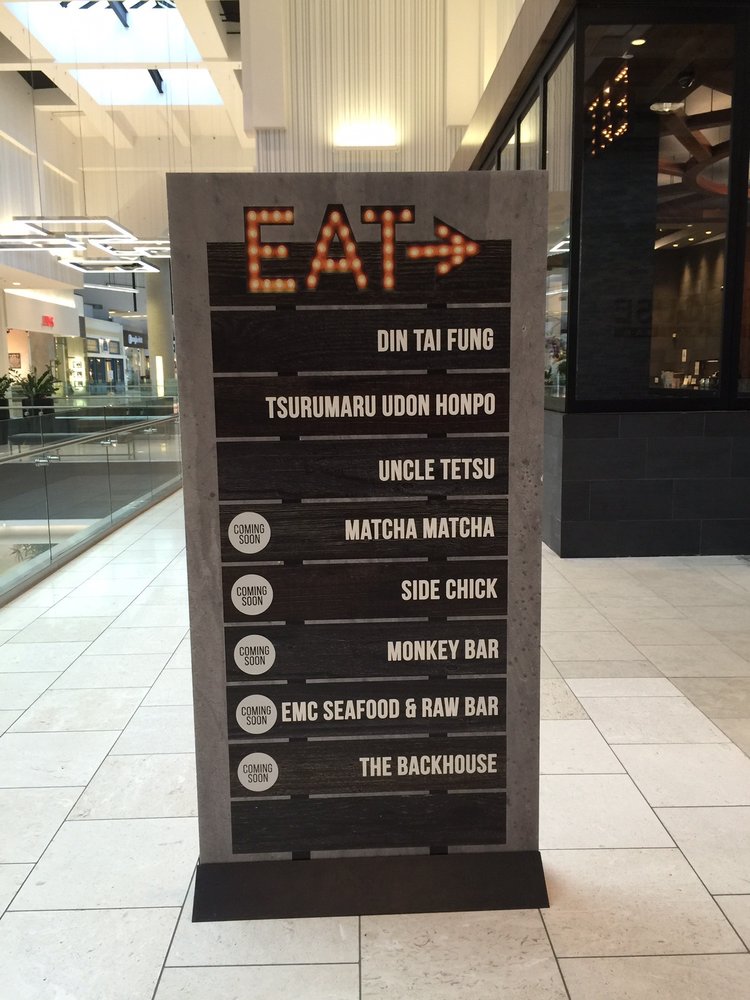 EAT→
DIN TAI FUNG
TSURUMARU UDON HONPO
UNCLE TETSU
COMING
SOON
MATCHA MATCHA
COMING
SOON
SIDE CHICK
COMING
SOON
MONKEY BAR
COMING
SOON
EMC SEAFOOD & RAW BAR
COMING
SOON
THE BACKHOUSE